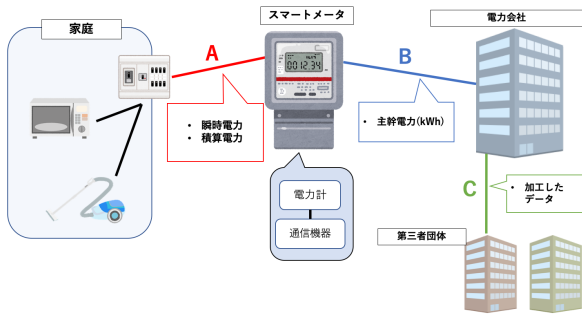 家庭
スマートメータ
電力会社
A
B
001234
• 瞬時電力
• 積算電力
• 主幹電力(kWh)
電力計
通信機器
C
• 加工した
データ
第三者団体